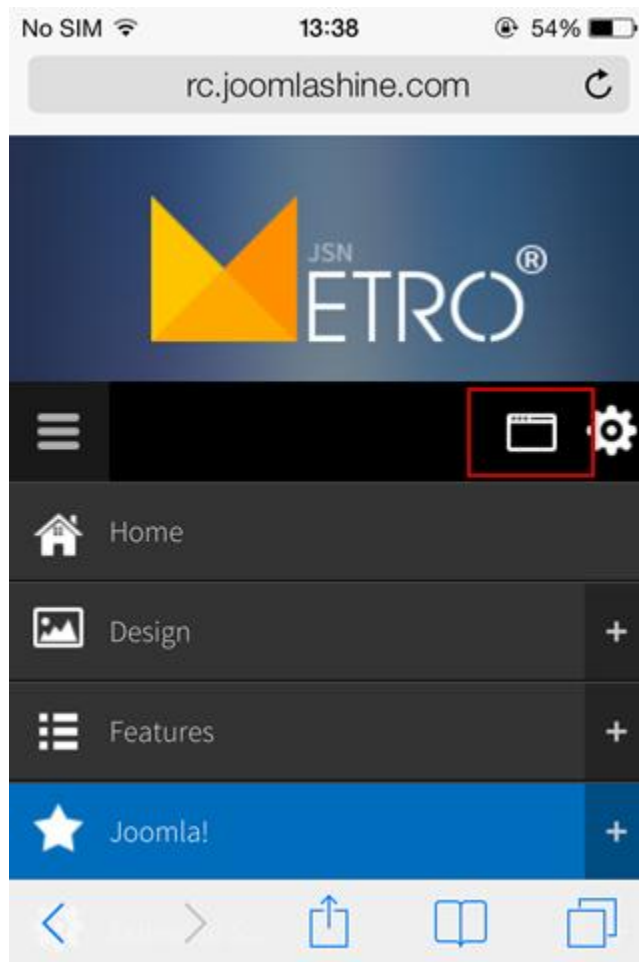 No SIM 13:38 54%
rc.joomlashine.com
JSN
ETRO®
Home
Design +
Features +
Joomla! +